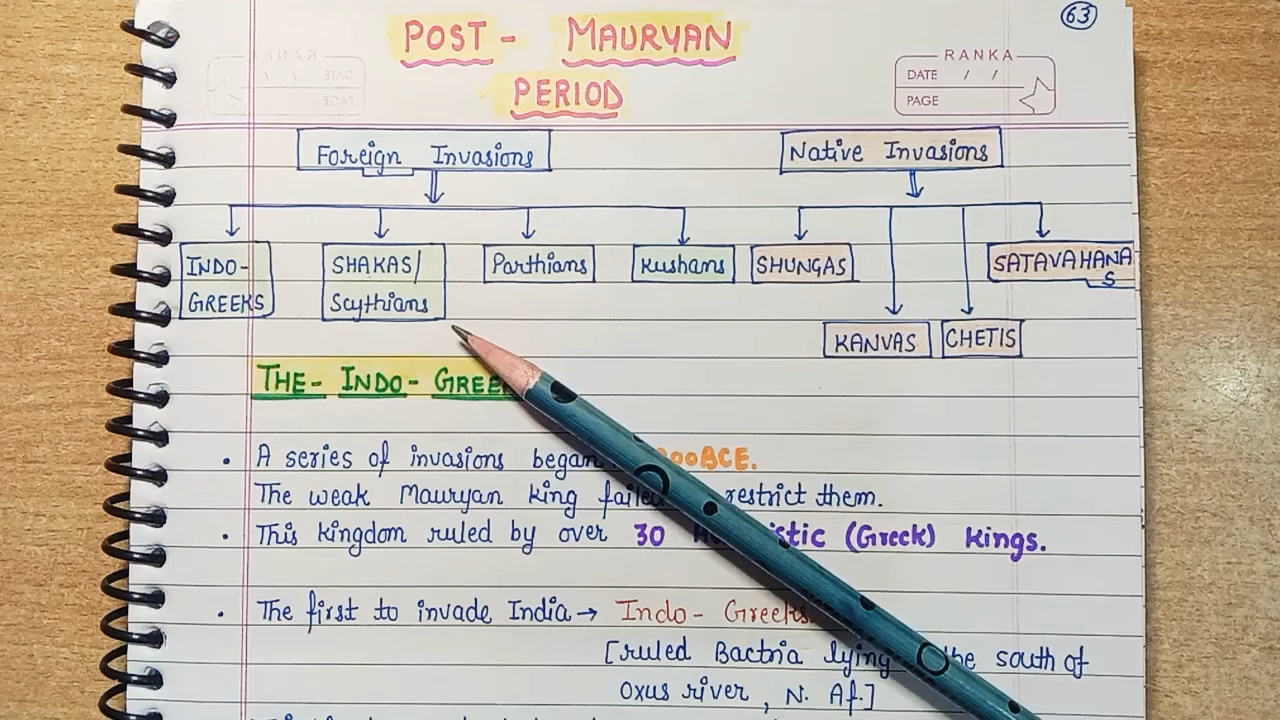 63
POST - MAURYAN
PERIOD
RANKA
DATE / /
PAGE
Foreign Invasions
Native Invasions
INDO-
GREEKS
SHAKAS/
Scythians
Parthians
Kushans
SHUNGAS
SATAVAHANA
S
KANVAS
CHETIS
THE - INDO -
• A series of invasions began
The weak Mauryan king restrict them.
• This kingdom ruled by over 30 (Greek) kings.
• The first to invade India → Indo - Greeks
[ruled Bactria lying the south of
Oxus river, N. Af.]